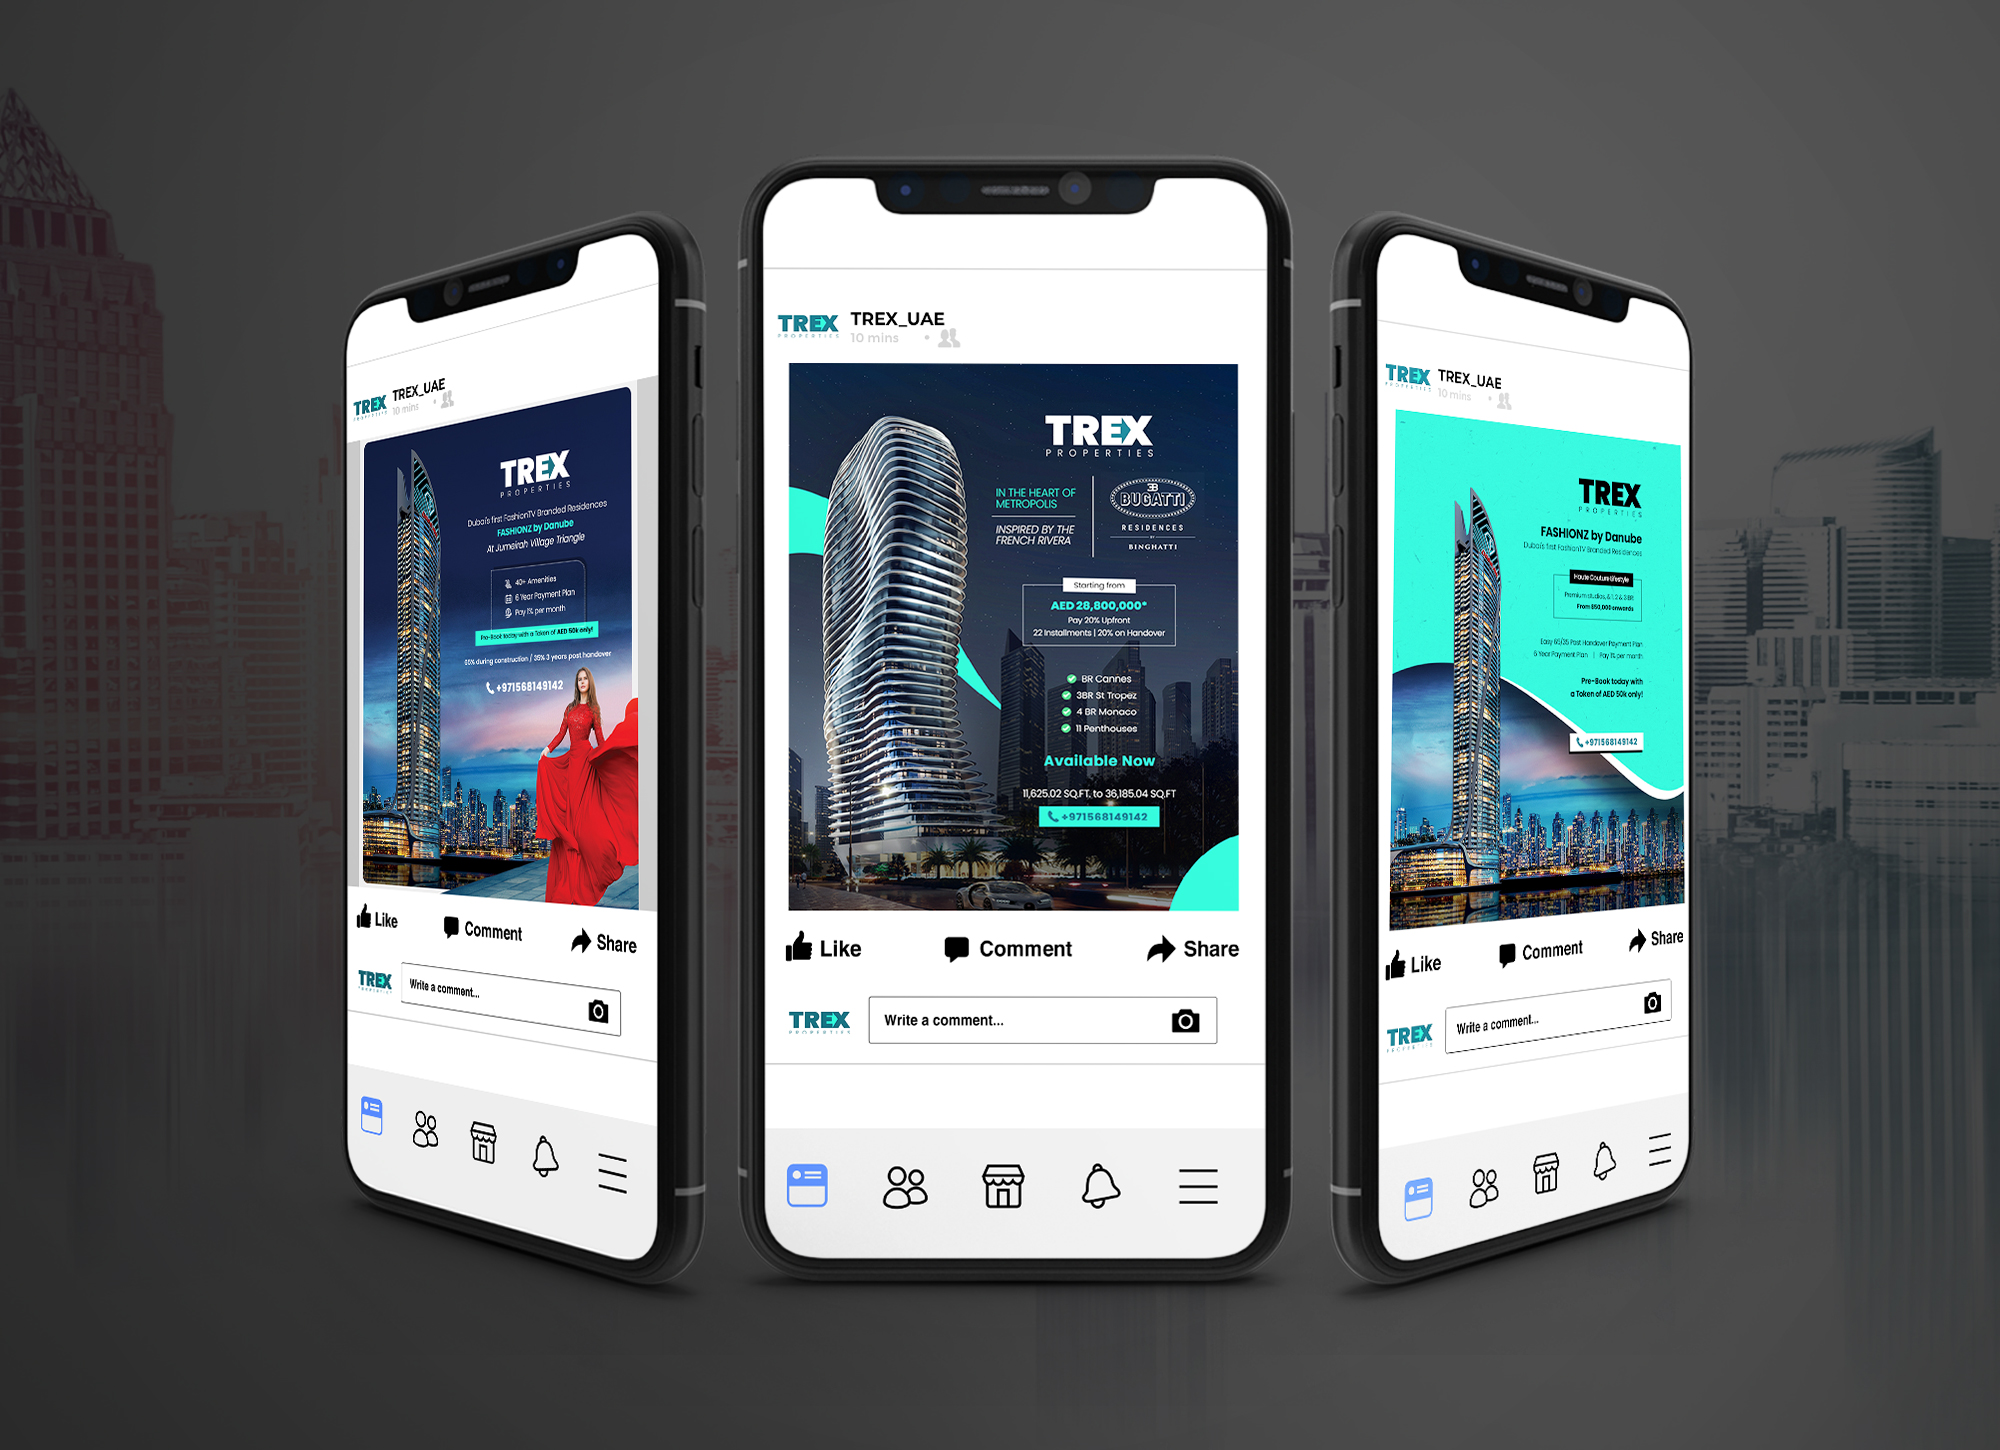 TREX
PROPERTIES
TREX_UAE
10 mins
TREX
PROPERTIES
Dubai's first FashionTV Branded Residences
FASHIONZ by Danube
At Jumeirah Village Triangle
40+ Amenities
6 Year Payment Plan
Pay 1% per month
Pre-Book today with a Token of AED 50k only!
65% during construction / 35% 3 years post handover
+971568149142
Like
Comment
Share
TREX
PROPERTIES
Write a comment...
TREX
PROPERTIES
TREX_UAE
10 mins
TREX
PROPERTIES
IN THE HEART OF
METROPOLIS
INSPIRED BY THE
FRENCH RIVERA
BUGATTI
RESIDENCES
BY
BINGHATTI
Starting from
AED 28,800,000*
Pay 20% Upfront
22 Installments | 20% on Handover
BR Cannes
3BR St Tropez
4 BR Monaco
11 Penthouses
Available Now
11,625.02 SQ.FT. to 36,185.04 SQ.FT
+971568149142
Like
Comment
Share
TREX
PROPERTIES
Write a comment...
TREX
PROPERTIES
TREX_UAE
10 mins
TREX
PROPERTIES
FASHIONZ by Danube
Dubai's first FashionTV Branded Residences
Haute Couture Lifestyle
Premium studios, & 1, 2 & 3 BR
From 850,000 onwards
Easy 65/35 Post Handover Payment Plan
6 Year Payment Plan | Pay 1% per month
Pre-Book today with
a Token of AED 50k only!
+971568149142
Like
Comment
Share
TREX
PROPERTIES
Write a comment...